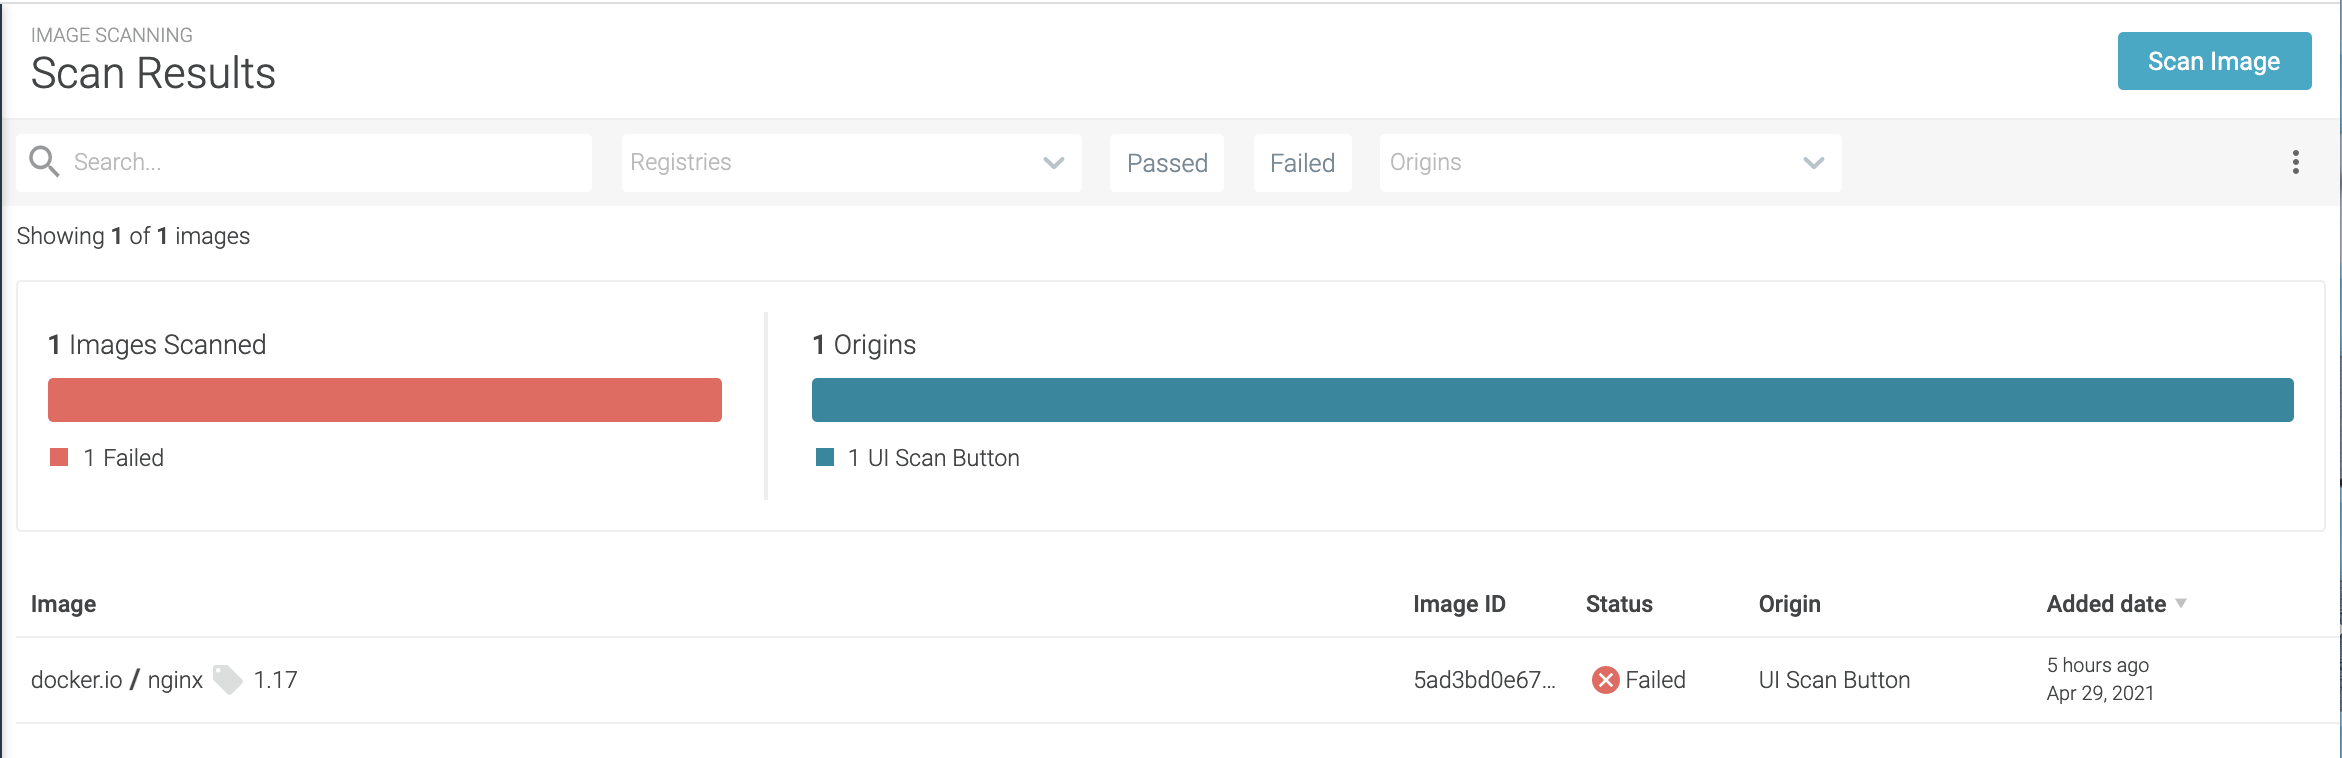 IMAGE SCANNING
Scan Results
Scan Image
Search...
Registries
Passed
Failed
Origins
Showing 1 of 1 images
1 Images Scanned
1 Failed
1 Origins
1 UI Scan Button
Image Image ID Status Origin Added date
docker.io / nginx 1.17 5ad3bd0e67... Failed UI Scan Button 5 hours ago
Apr 29, 2021